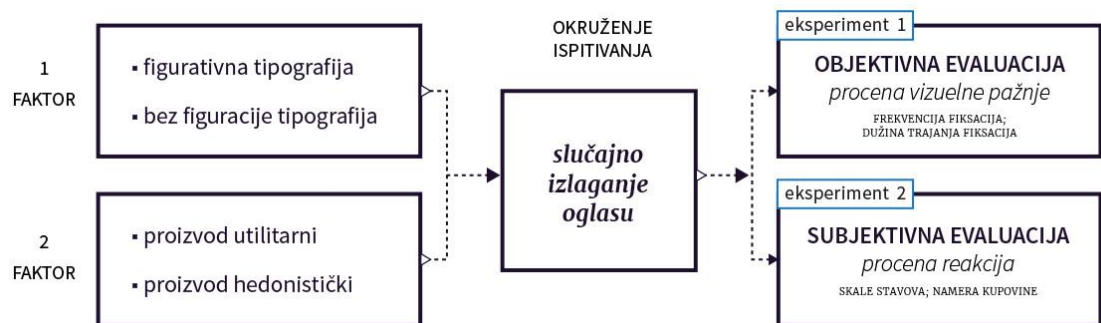 1
FAKTOR
▪ figurativna tipografija
▪ bez figuracije tipografija
2
FAKTOR
▪ proizvod utilitarni
▪ proizvod hedonistički
OKRUŽENJE
ISPITIVANJA
slučajno
izlaganje
oglasu
eksperiment 1
OBJEKTIVNA EVALUACIJA
procena vizuelne pažnje
FREKVENCIJA FIKSACIJA;
DUŽINA TRAJANJA FIKSACIJA
eksperiment 2
SUBJEKTIVNA EVALUACIJA
procena reakcija
SKALE STAVOVA; NAMERA KUPOVINE